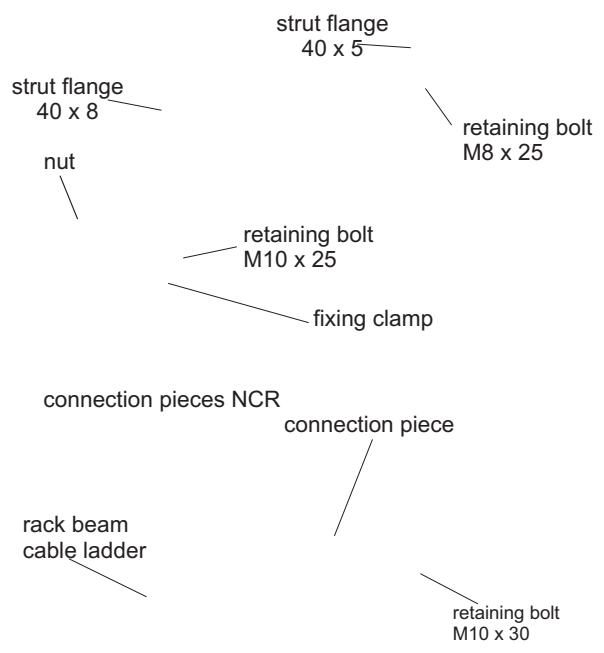 strut flange
40 x 5
strut flange
40 x 8
retaining bolt
M8 x 25
nut
retaining bolt
M10 x 25
fixing clamp
connection pieces NCR
connection piece
rack beam
cable ladder
retaining bolt
M10 x 30